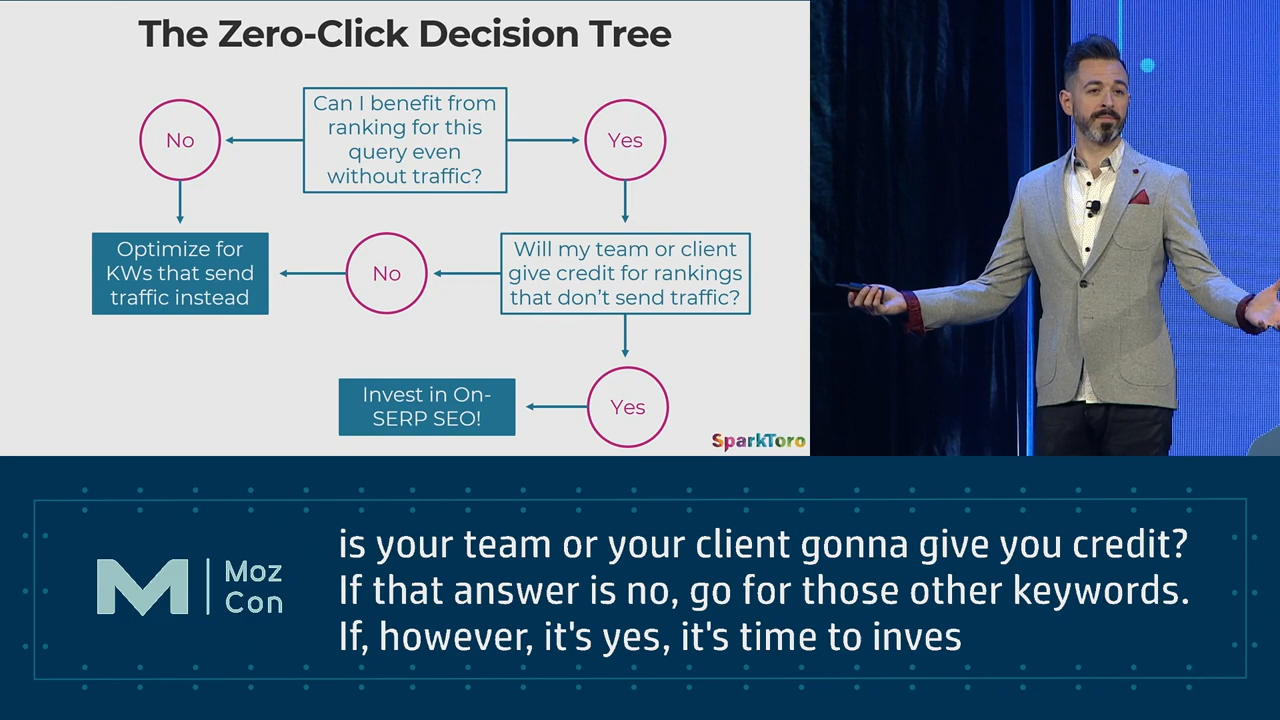 The Zero-Click Decision Tree
No
Can I benefit from
ranking for this
query even
without traffic?
Yes
Optimize for
KWs that send
traffic instead
No
Will my team or client
give credit for rankings
that don't send traffic?
Invest in On-
SERP SEO!
Yes
SparkToro
Moz
Con
is your team or your client gonna give you credit?
If that answer is no, go for those other keywords.
If, however, it's yes, it's time to inves